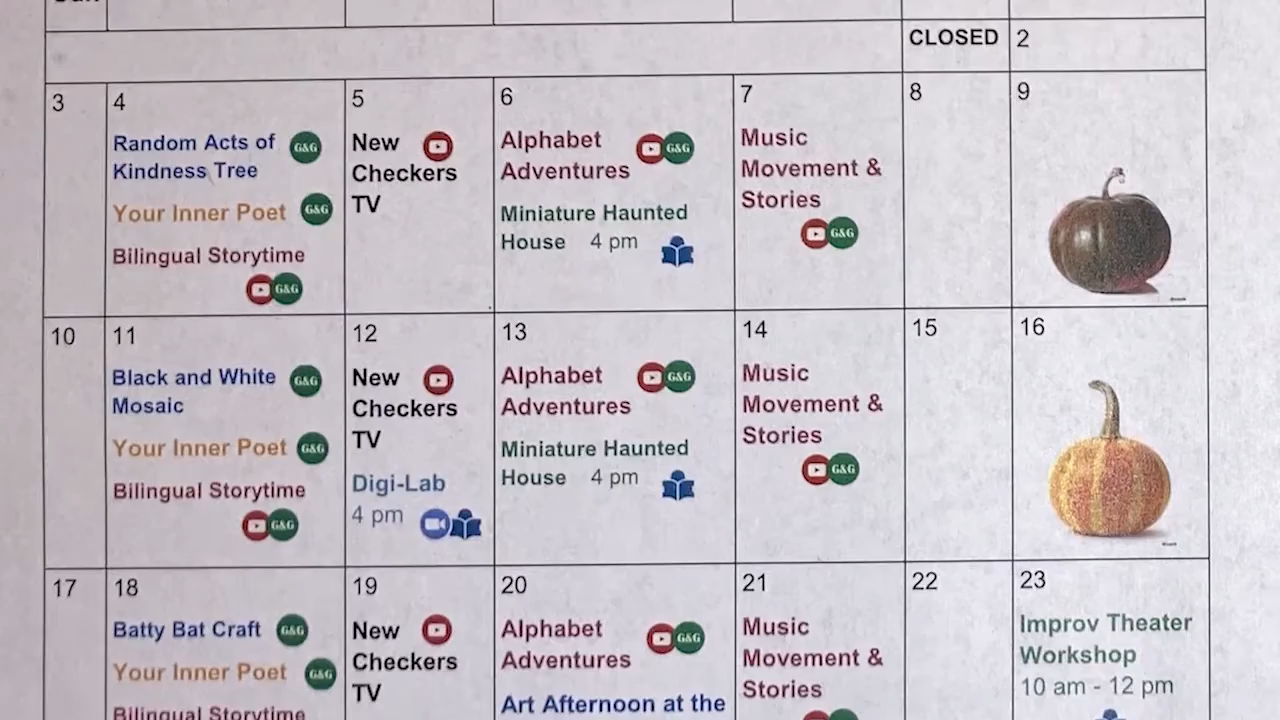 CLOSED 2
3 4 5 6 7 8 9
Random Acts of G&G
Kindness Tree
Your Inner Poet G&G
Bilingual Storytime
G&G
New
Checkers
TV
Alphabet G&G
Adventures
Miniature Haunted
House 4 pm
Music
Movement &
Stories
G&G
10 11 12 13 14 15 16
Black and White G&G
Mosaic
Your Inner Poet G&G
Bilingual Storytime
G&G
New
Checkers
TV
Digi-Lab
4 pm
Alphabet G&G
Adventures
Miniature Haunted
House 4 pm
Music
Movement &
Stories
G&G
17 18 19 20 21 22 23
Batty Bat Craft G&G
Your Inner Poet G&G
Bilingual Storytime
New
Checkers
TV
Alphabet G&G
Adventures
Art Afternoon at the
Music
Movement &
Stories
Improv Theater
Workshop
10 am - 12 pm